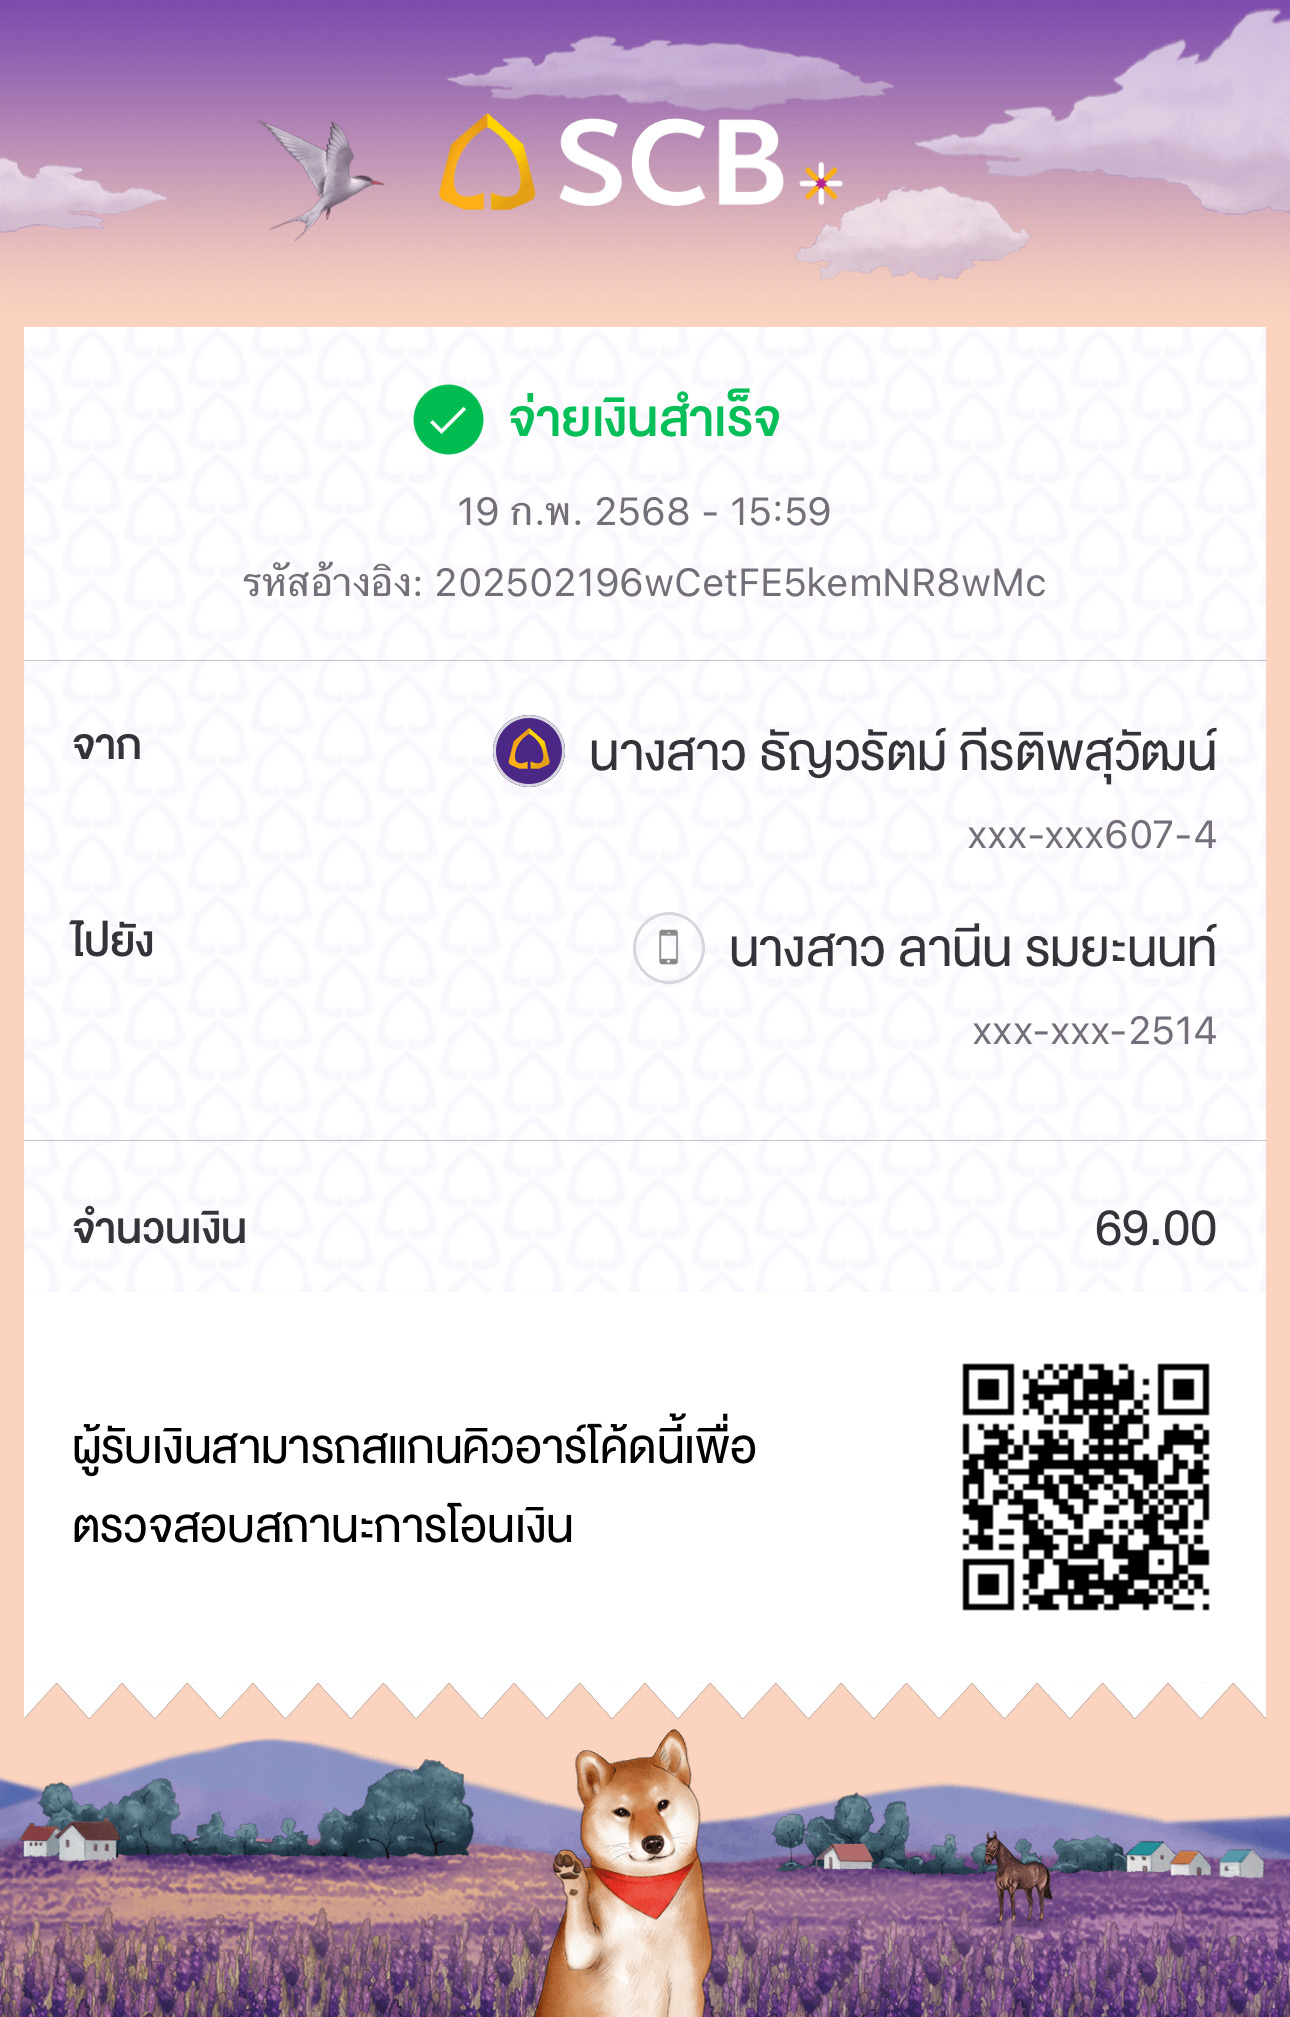 SCB
จ่ายเงินสำเร็จ
19 ก.พ. 2568 - 15:59
รหัสอ้างอิง: 202502196wCetFE5kemNR8wMc
จาก
นางสาว ธัญวรัตม์ กีรติพสุวัฒน์
xxx-xxx607-4
ไปยัง
นางสาว ลานีน รมยะนนท์
xxx-xxx-2514
จำนวนเงิน
69.00
ผู้รับเงินสามารถสแกนคิวอาร์โค้ดนี้เพื่อ
ตรวจสอบสถานะการโอนเงิน